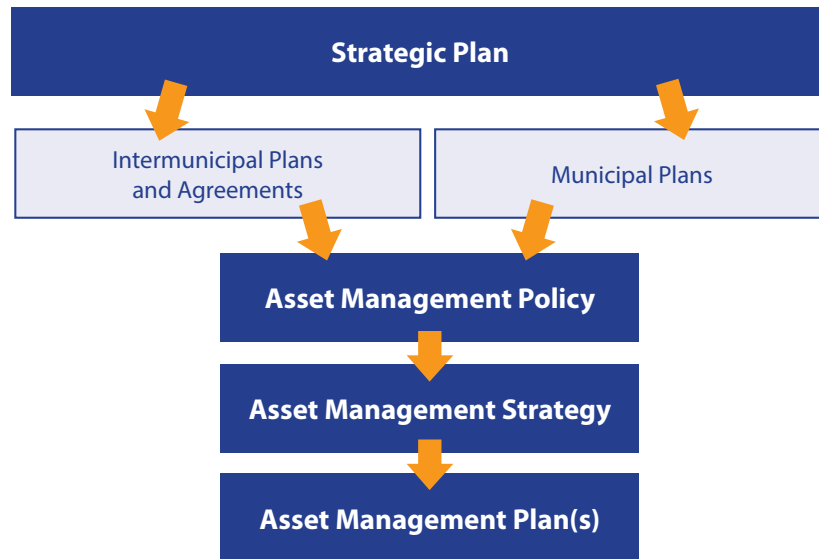 Strategic Plan
Intermunicipal Plans
and Agreements
Municipal Plans
Asset Management Policy
Asset Management Strategy
Asset Management Plan(s)